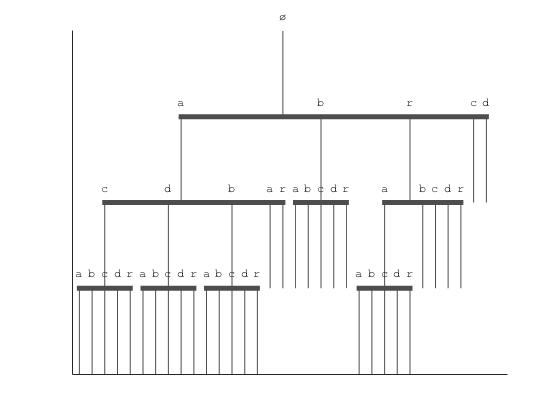 ø
a b r c d
c d b a r a b c d r a b c d r
a b c d r a b c d r a b c d r a b c d r